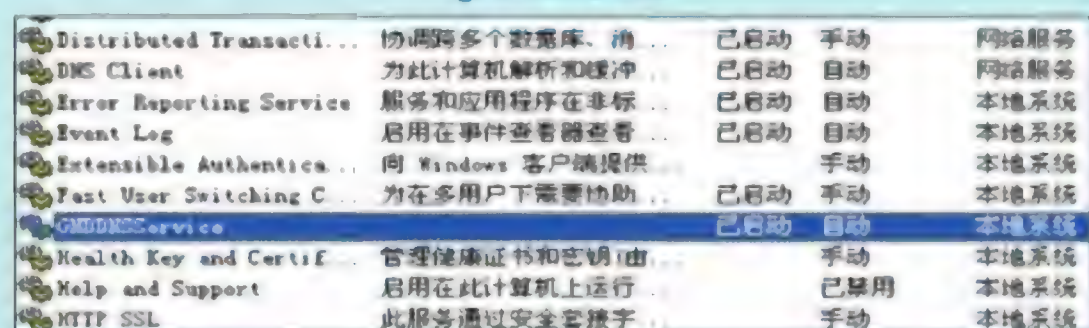 Distributed Transacti... 协调跨多个数据库、消... 已启动 手动 网络服务
DNS Client 为此计算机解析和缓冲... 已启动 自动 网络服务
Error Reporting Service 服务和应用程序在非标... 已启动 自动 本地系统
Event Log 启用在事件查看器查看... 已启动 自动 本地系统
Extensible Authentica... 向 Windows 客户端提供... 手动 本地系统
Fast User Switching C... 为在多用户下需要协助... 已启动 手动 本地系统
GMDDNSService 已启动 自动 本地系统
Health Key and Certif... 管理健康证书和密钥(由... 手动 本地系统
Help and Support 启用在此计算机上运行... 已禁用 本地系统
HTTP SSL 此服务通过安全套接字... 手动 本地系统